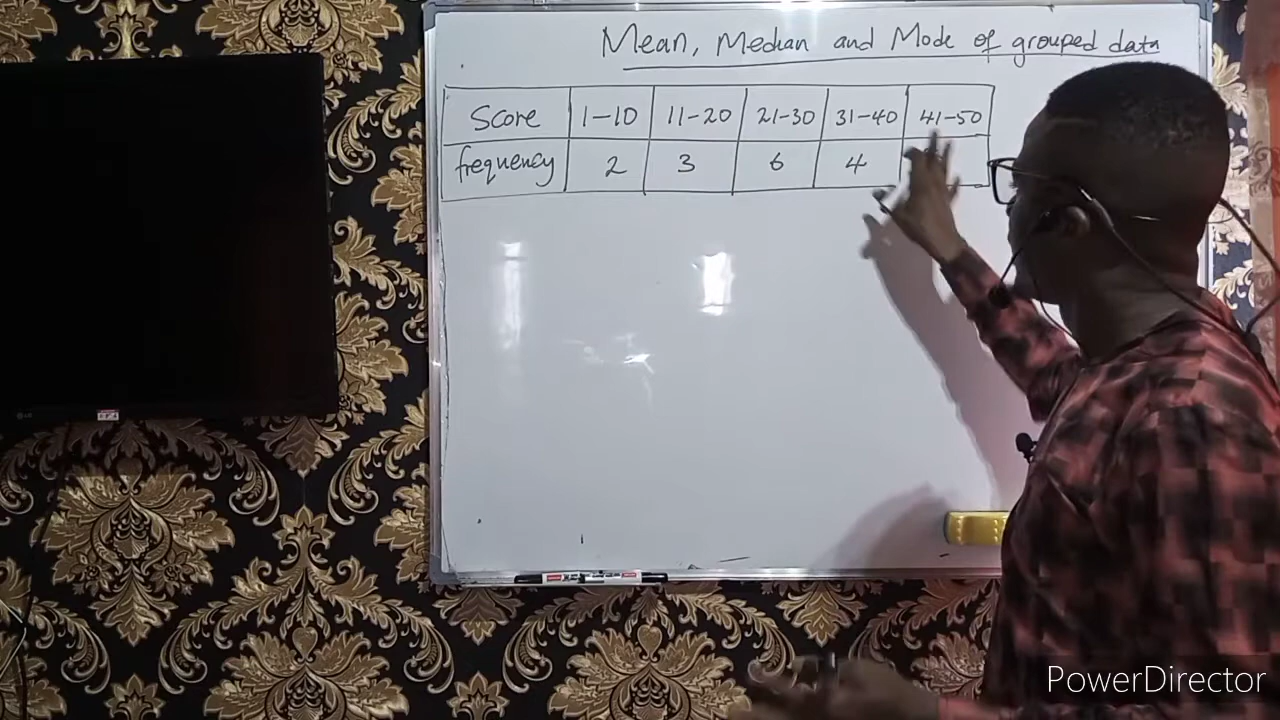 Mean, Median and Mode of grouped data
Score 1-10 11-20 21-30 31-40 41-50
frequency 2 3 6 4
LG
PowerDirector